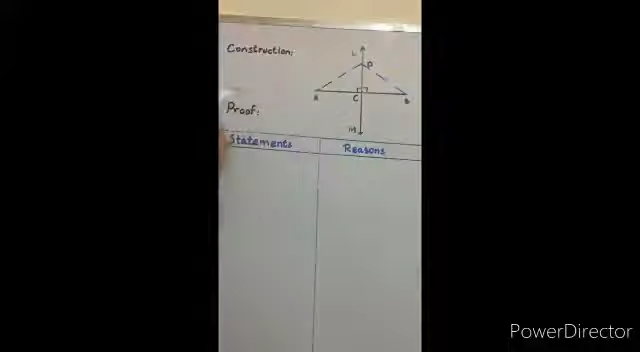 Construction:
L
P
A
C
B
M
Proof:
Statements
Reasons
PowerDirector